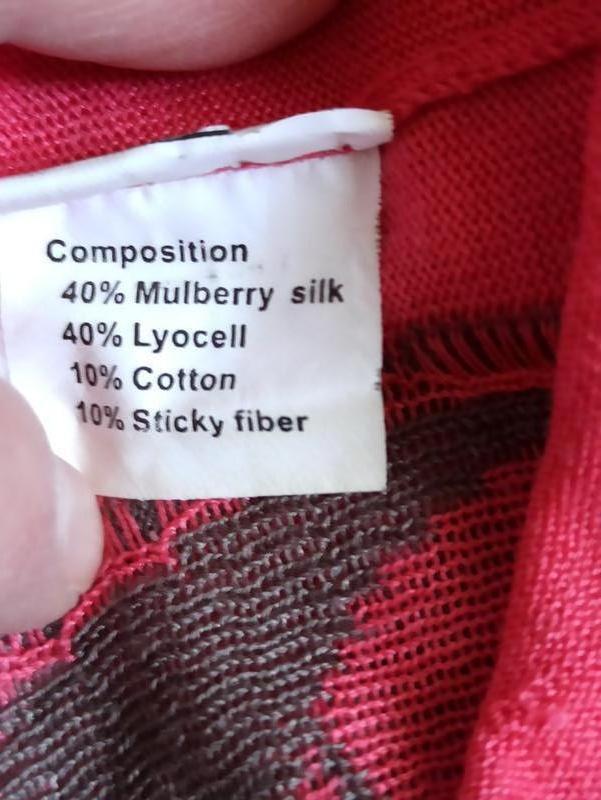 Composition
40% Mulberry silk
40% Lyocell
10% Cotton
10% Sticky fiber